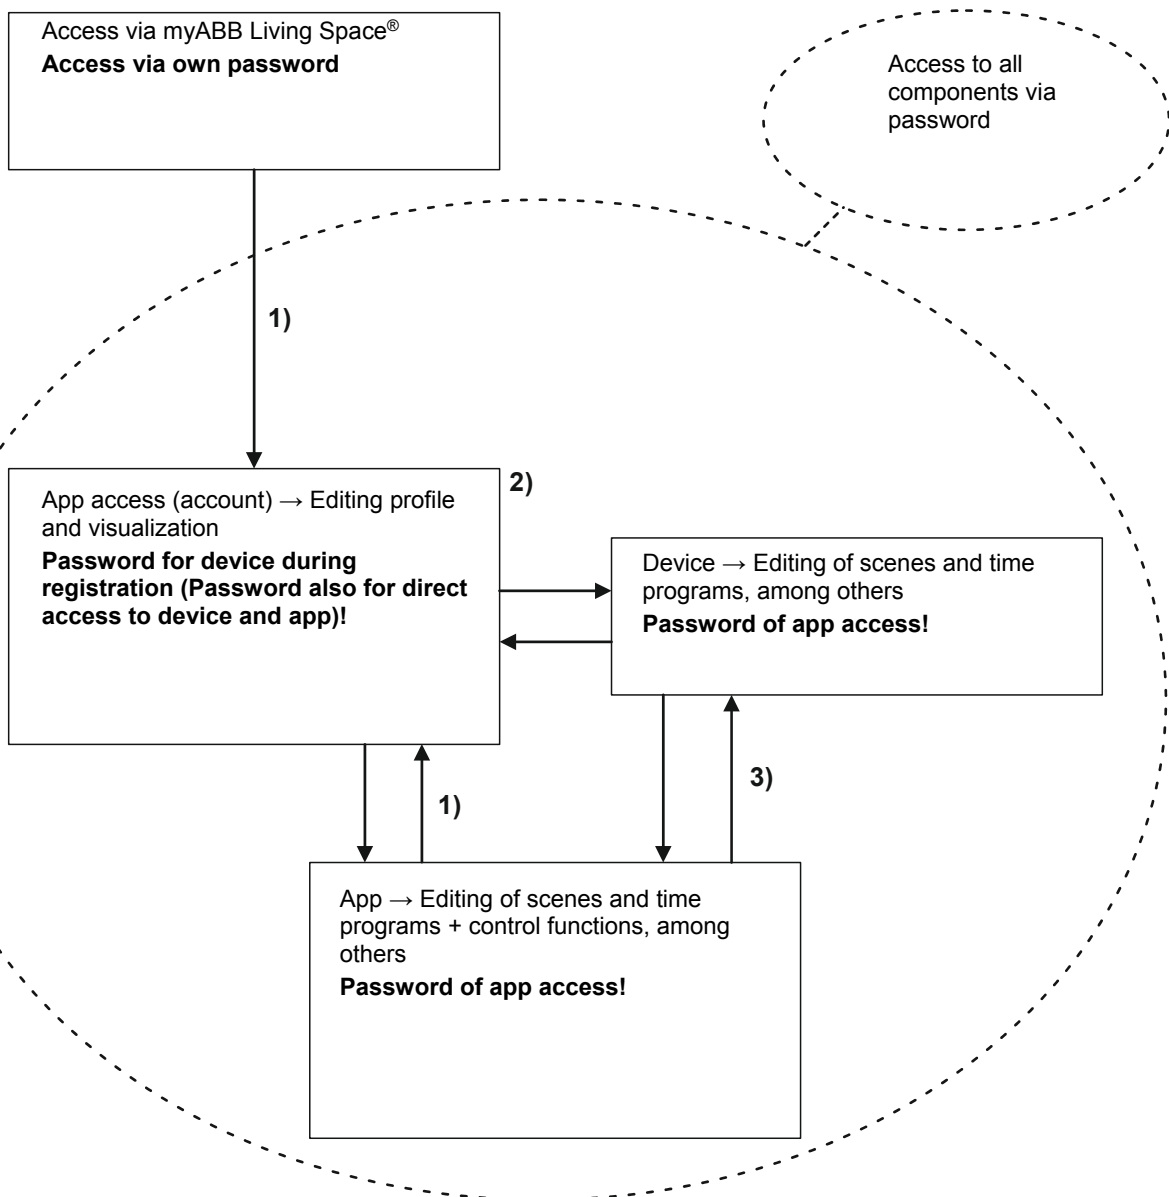 Access via myABB Living Space®
Access via own password
Access to all
components via
password
1)
App access (account) → Editing profile
and visualization
Password for device during
registration (Password also for direct
access to device and app)!
2)
Device → Editing of scenes and time
programs, among others
Password of app access!
1)
3)
App → Editing of scenes and time
programs + control functions, among
others
Password of app access!